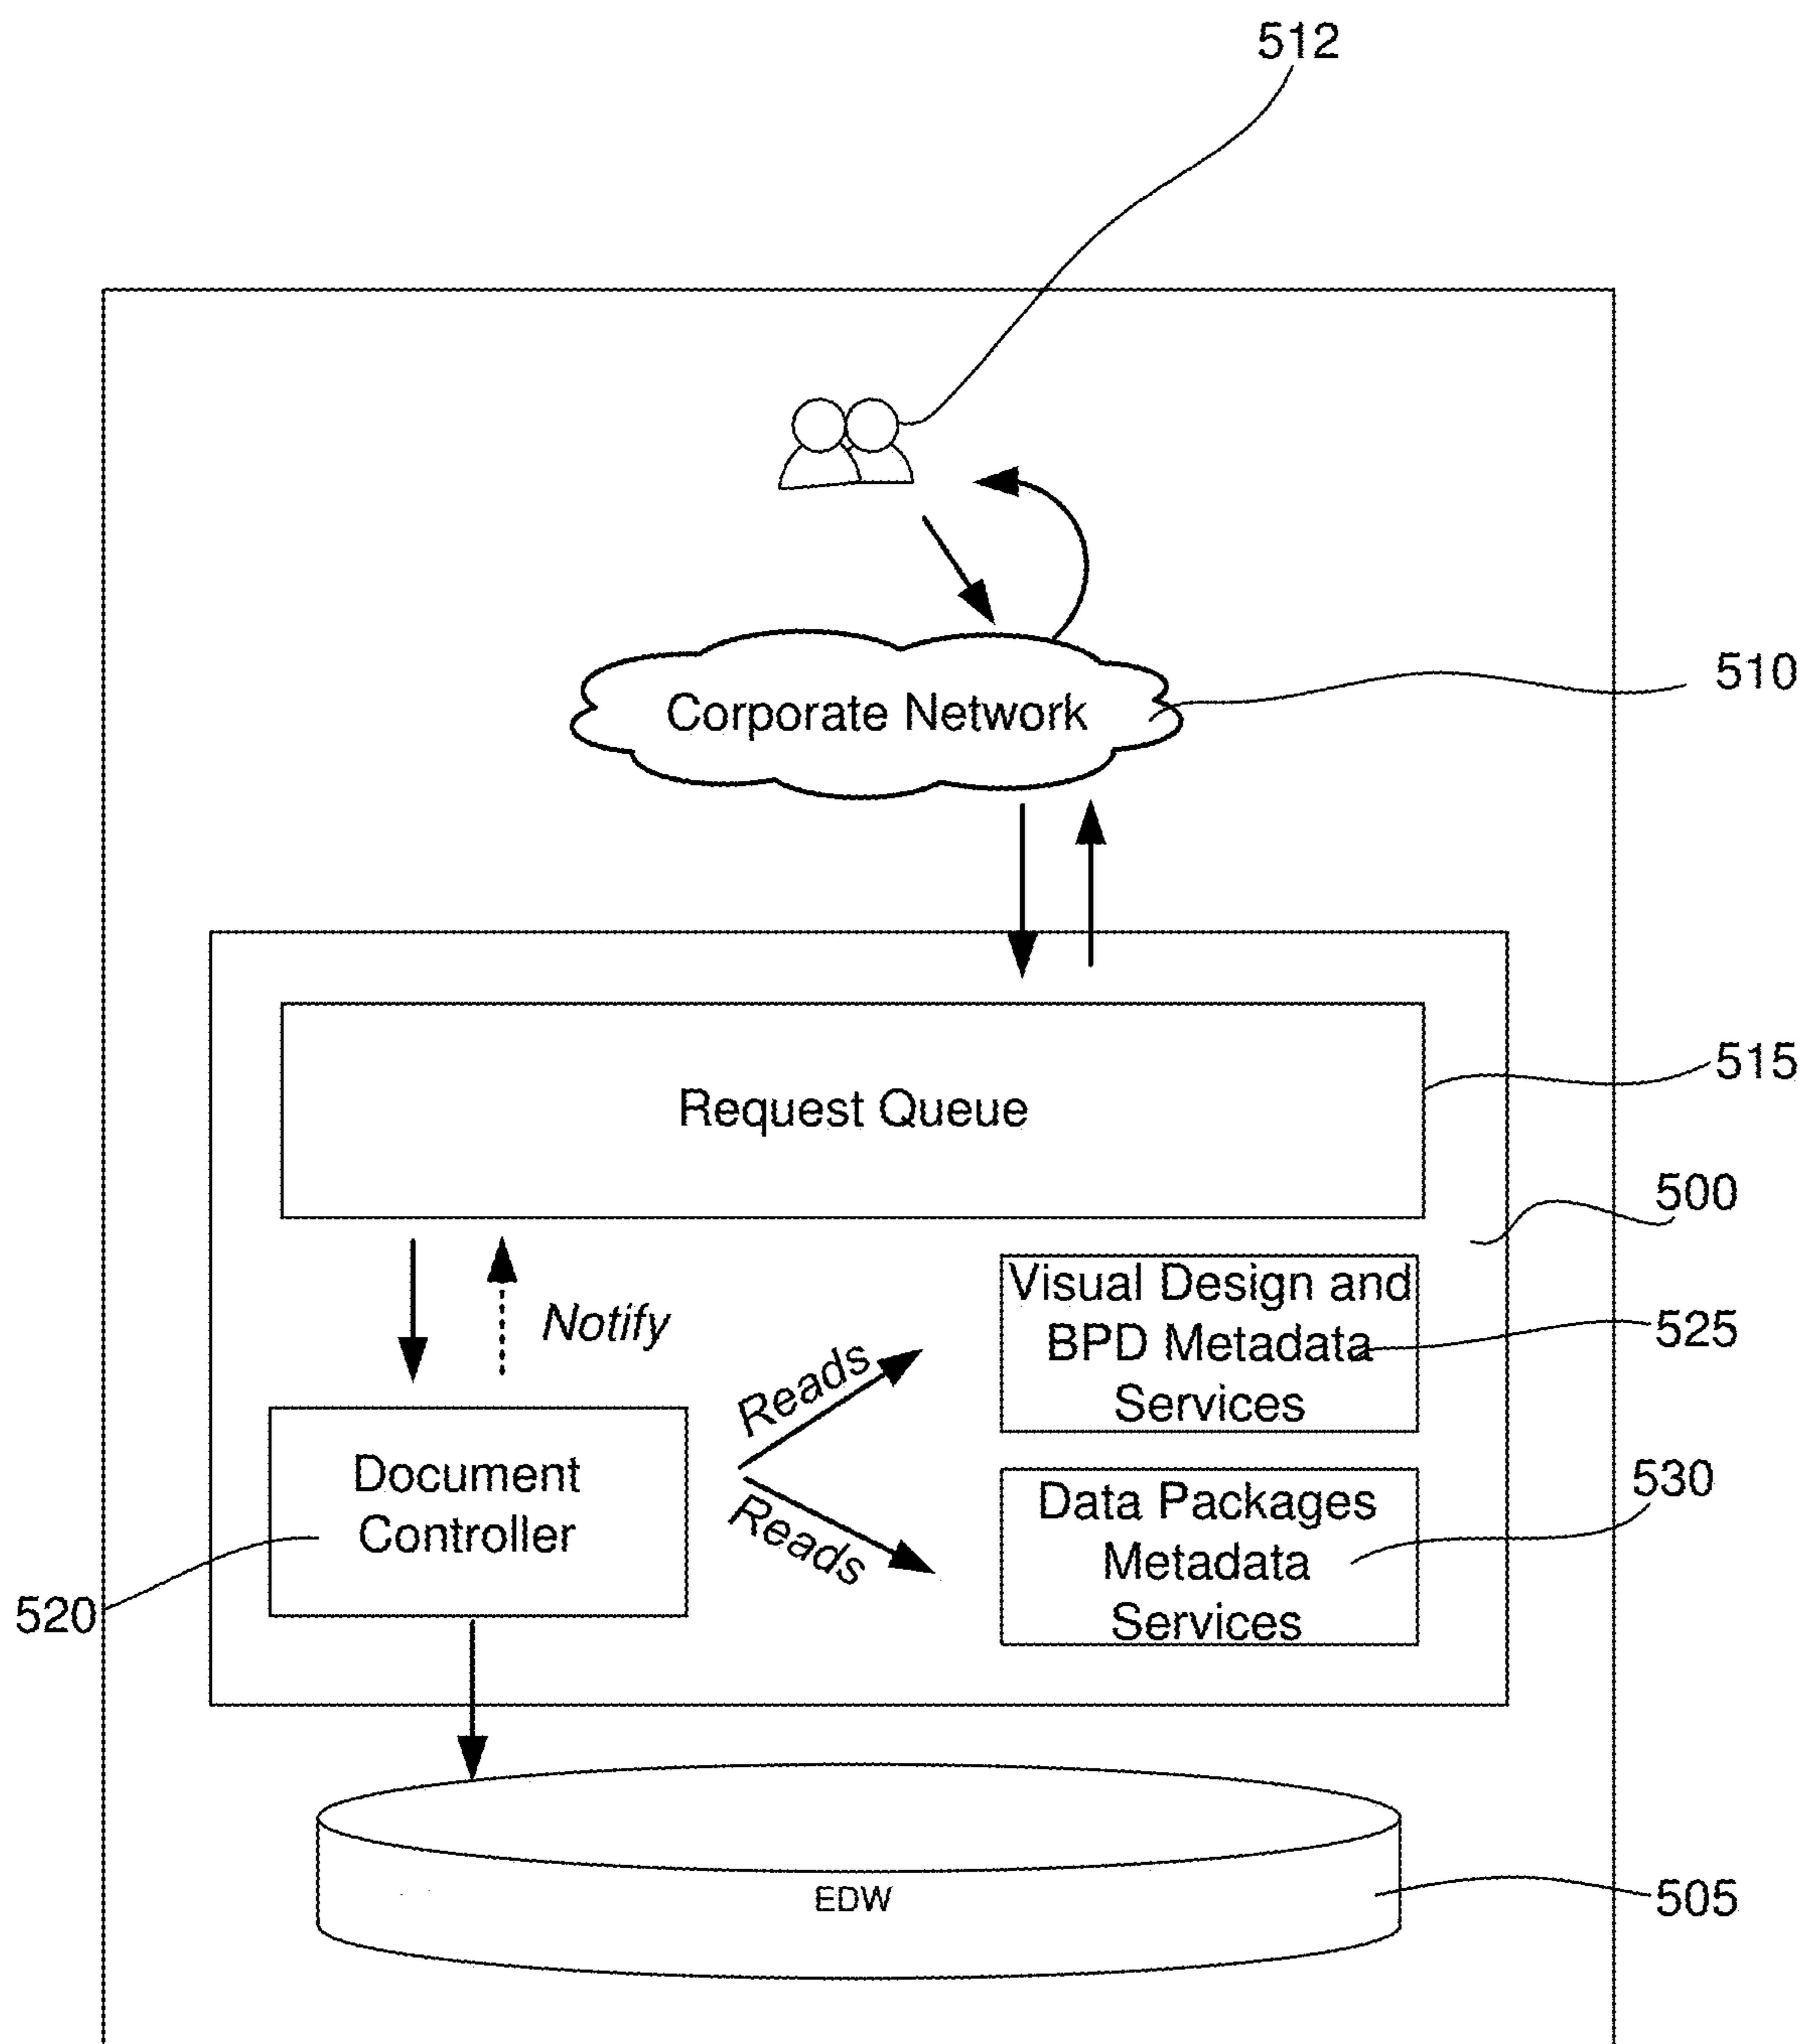 512
510
Corporate Network
515
Request Queue
500
Notify
Visual Design and
BPD Metadata
Services
525
Reads
Reads
Document
Controller
520
Data Packages
Metadata
Services
530
EDW
505